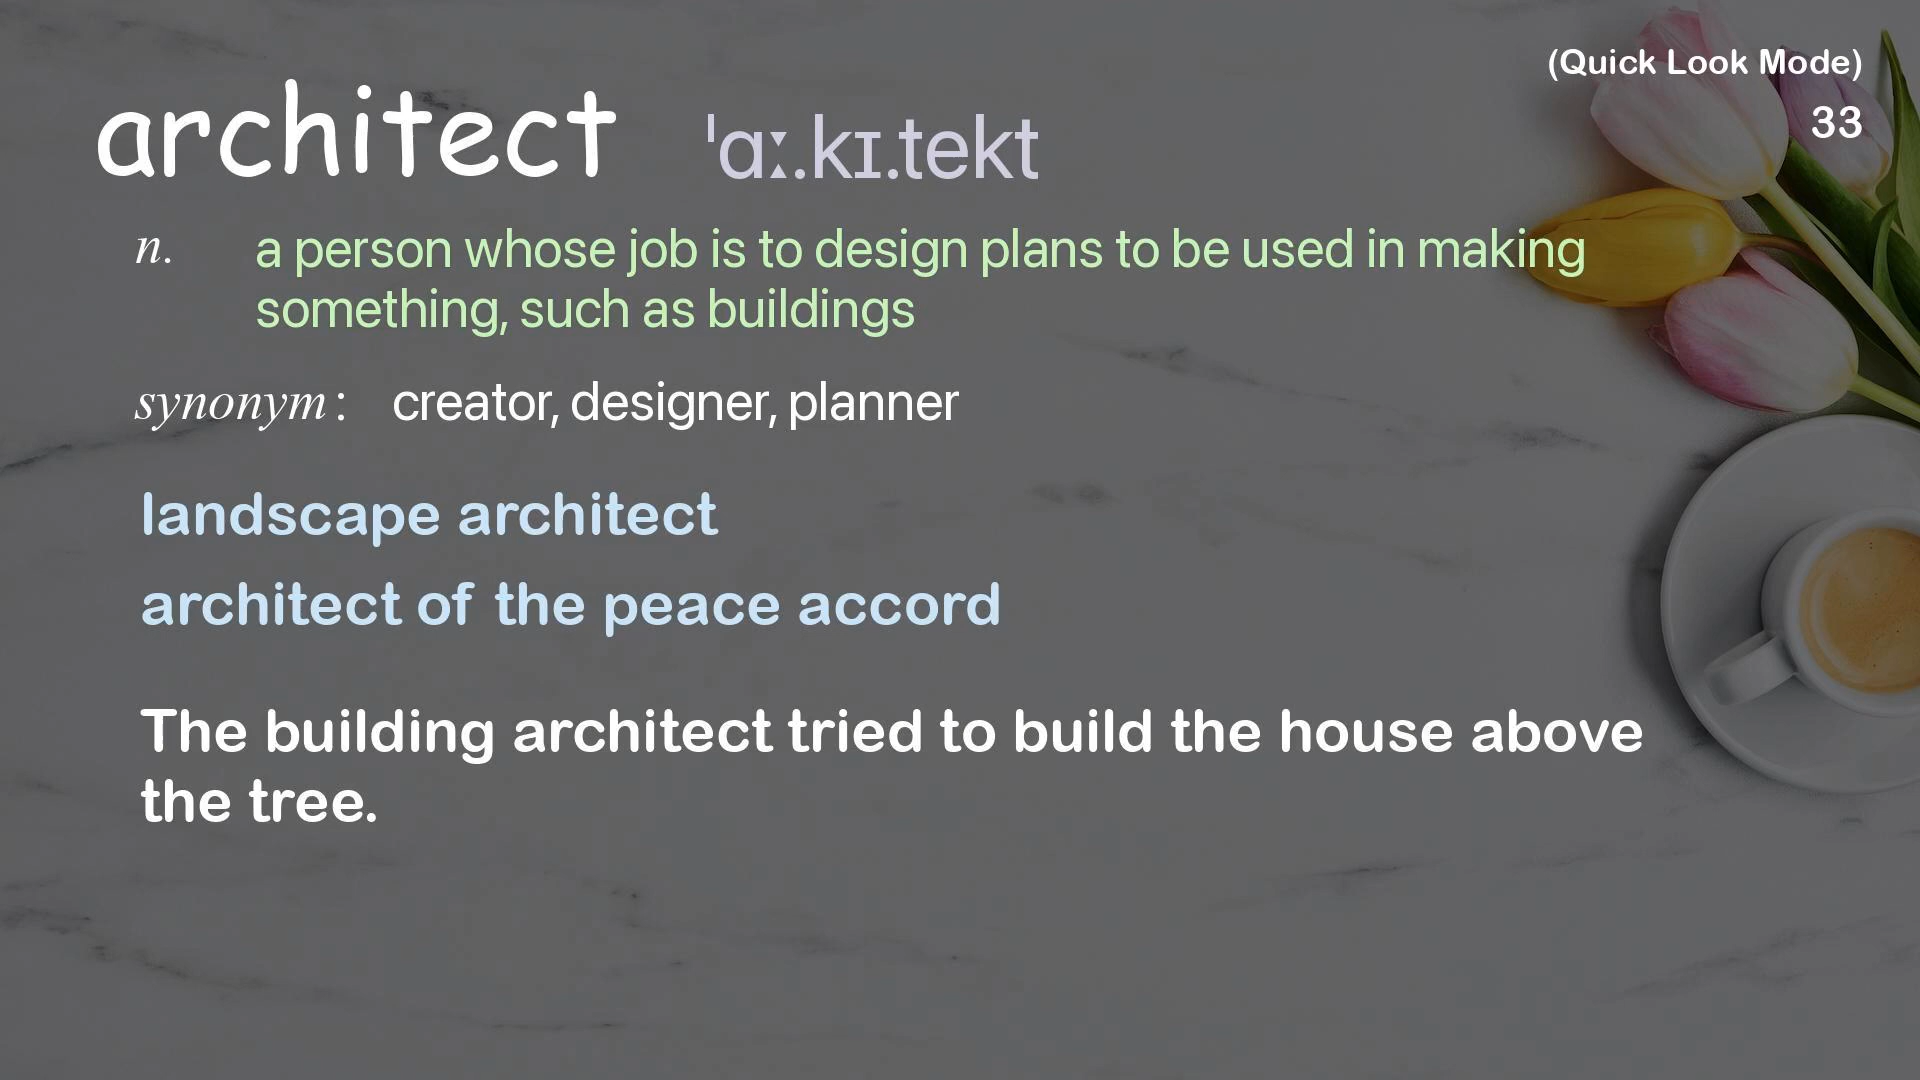 (Quick Look Mode)
33
architect ˈɑː.kɪ.tekt
n. a person whose job is to design plans to be used in making
something, such as buildings
synonym: creator, designer, planner
landscape architect
architect of the peace accord
The building architect tried to build the house above
the tree.